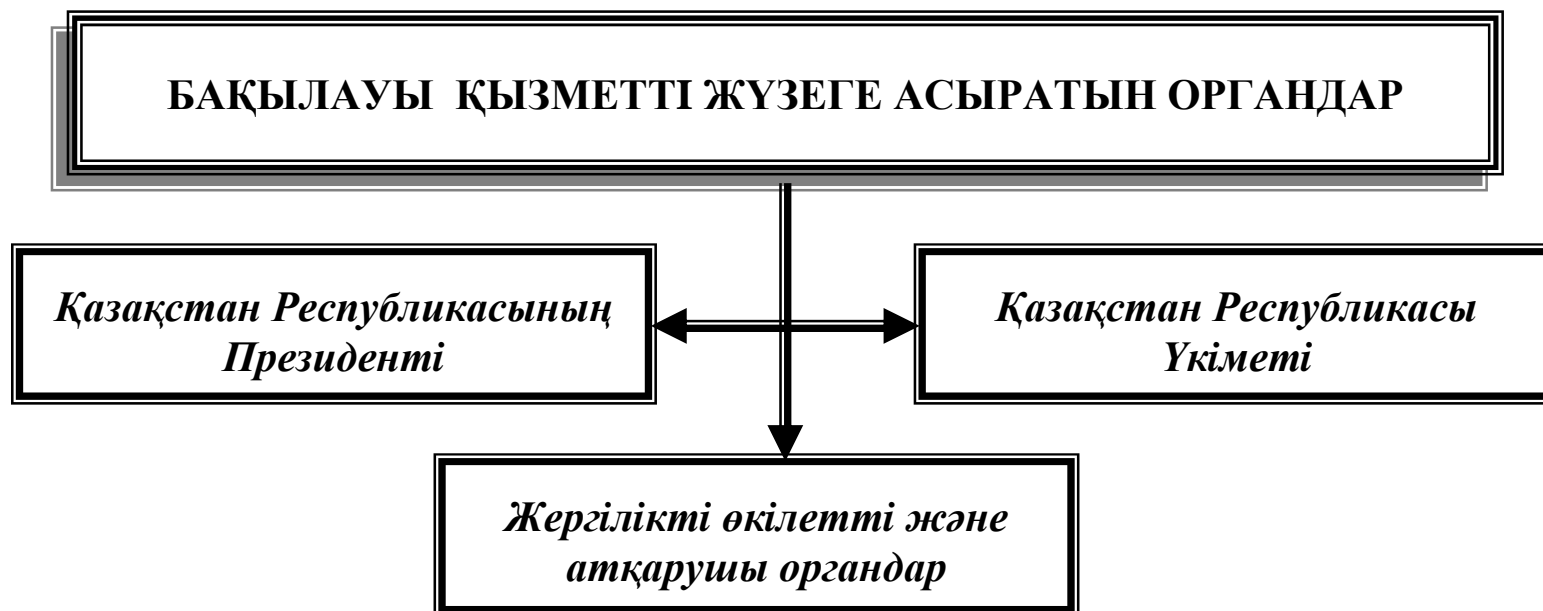 БАҚЫЛАУЫ ҚЫЗМЕТТІ ЖҮЗЕГЕ АСЫРАТЫН ОРГАНДАР
Қазақстан Республикасының
Президенті
Қазақстан Республикасы
Үкіметі
Жергілікті өкілетті және
атқарушы органдар